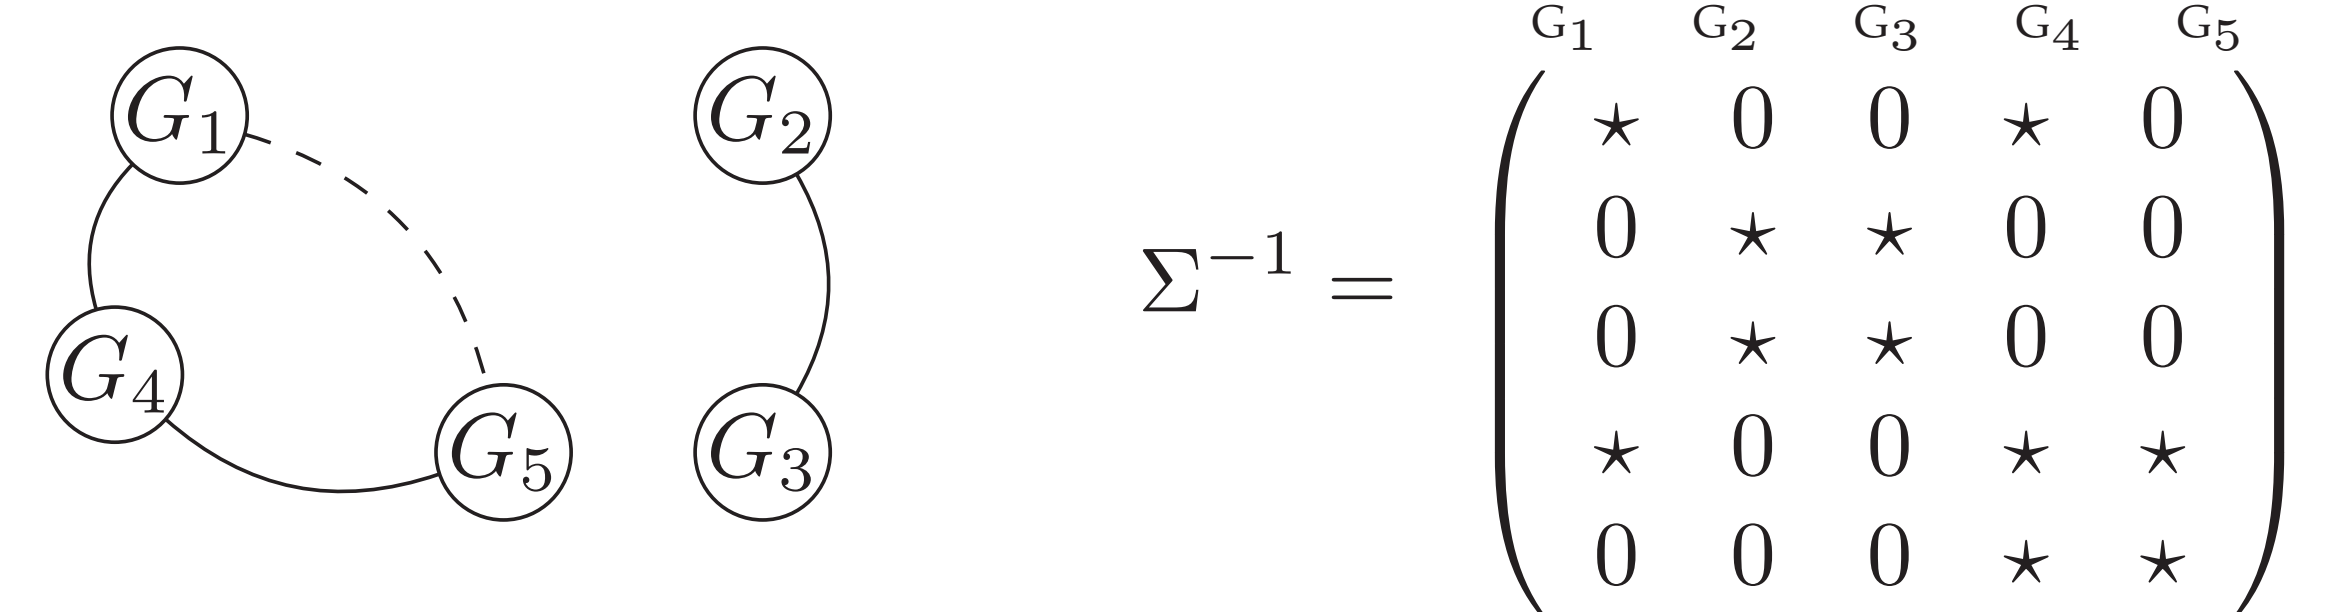 G₁ G₂
G₄
G₅ G₃
G₁ G₂ G₃ G₄ G₅
Σ⁻¹ =
⋆ 0 0 ⋆ 0
0 ⋆ ⋆ 0 0
0 ⋆ ⋆ 0 0
⋆ 0 0 ⋆ ⋆
0 0 0 ⋆ ⋆